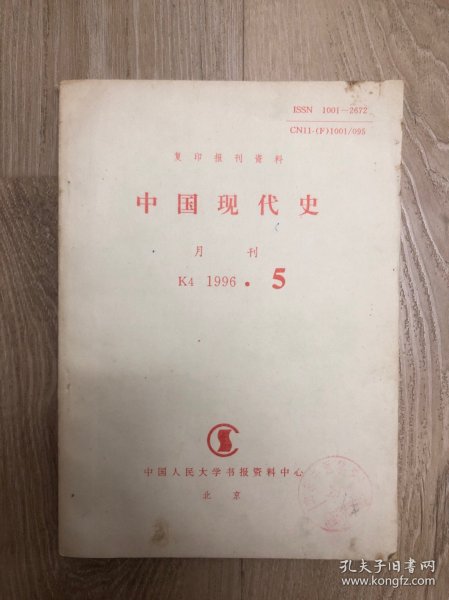 ISSN 1001-2672
CN11-(F)1001/095
复印报刊资料
中国现代史
月 刊
K4 1996.5
中国人民大学书报资料中心
北 京
孔夫子旧书网
www.kongfz.com